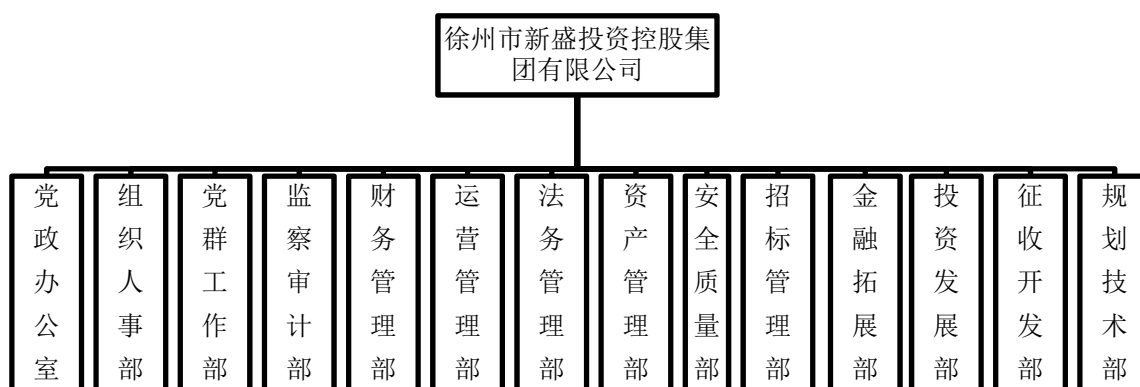 徐州市新盛投资控股集
团有限公司
党政办公室
组织人事部
党群工作部
监察审计部
财务管理部
运营管理部
法务管理部
资产管理部
安全质量部
招标管理部
金融拓展部
投资发展部
征收开发部
规划技术部